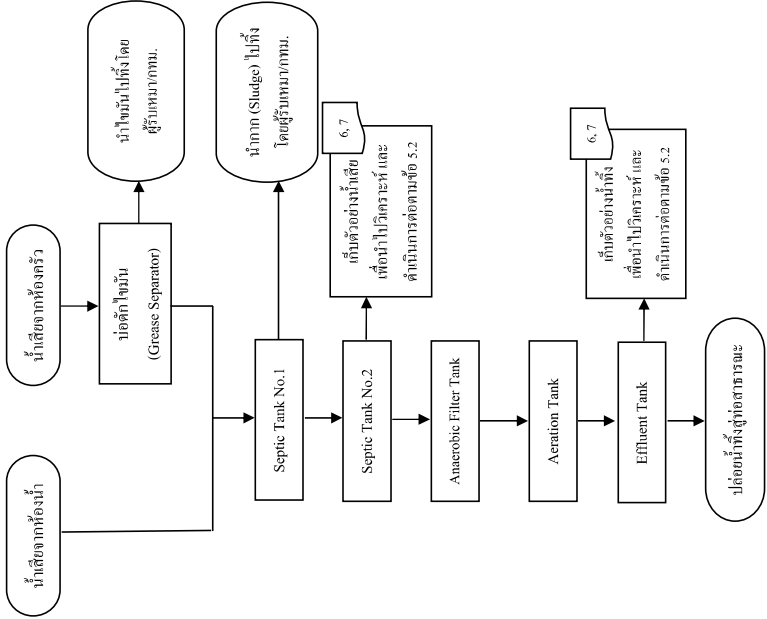 น้ำเสียจากห้องน้ำ
น้ำเสียจากห้องครัว
บ่อดักไขมัน
(Grease Separator)
นำไขมันไปทิ้งโดย
ผู้รับเหมา/กทม.
Septic Tank No.1
นำกาก (Sludge) ไปทิ้ง
โดยผู้รับเหมา/กทม.
Septic Tank No.2
6, 7
เก็บตัวอย่างน้ำเสีย
เพื่อนำไปวิเคราะห์ และ
ดำเนินการต่อตามข้อ 5.2
Anaerobic Filter Tank
Aeration Tank
Effluent Tank
6, 7
เก็บตัวอย่างน้ำทิ้ง
เพื่อนำไปวิเคราะห์ และ
ดำเนินการต่อตามข้อ 5.2
ปล่อยน้ำทิ้งสู่ท่อสาธารณะ